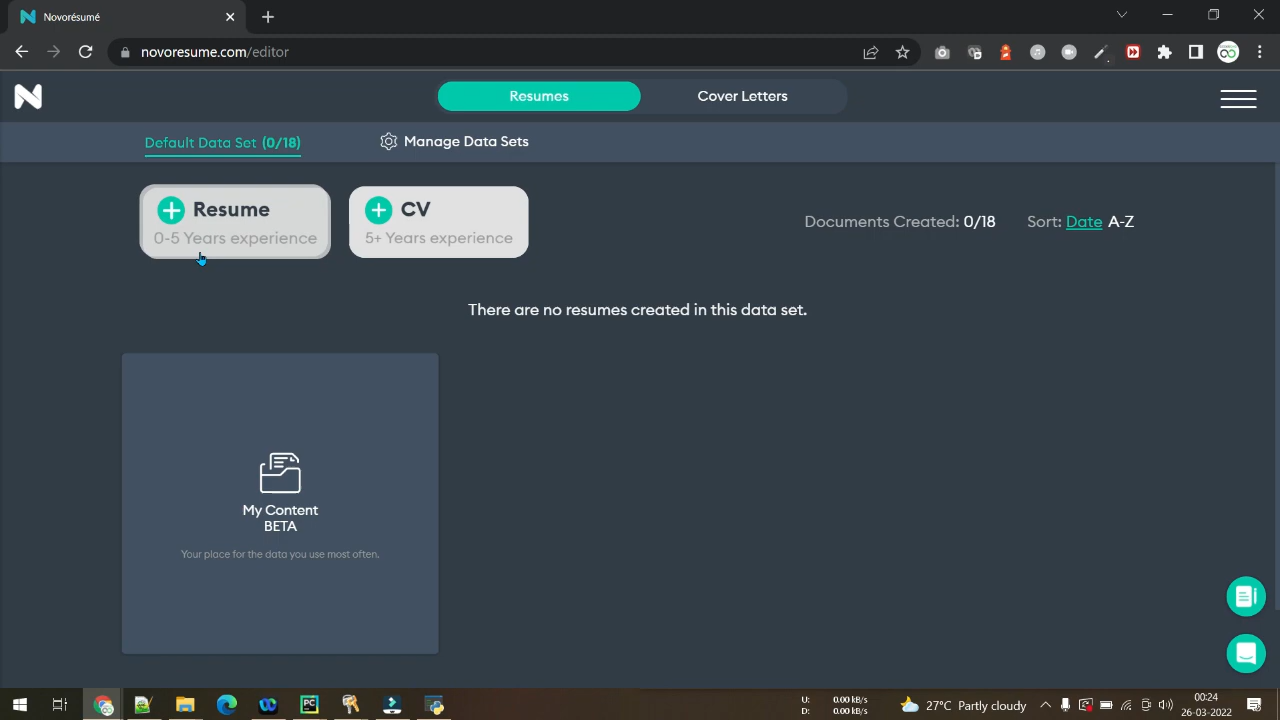 Novorésumé
novoresume.com/editor
Resumes
Cover Letters
Default Data Set (0/18)
Manage Data Sets
Resume
0-5 Years experience
CV
5+ Years experience
Documents Created: 0/18
Sort: Date A-Z
There are no resumes created in this data set.
My Content
BETA
Your place for the data you use most often.
PC
U: 0.00 kB/s
D: 0.00 kB/s
27°C Partly cloudy
00:24
26-03-2022